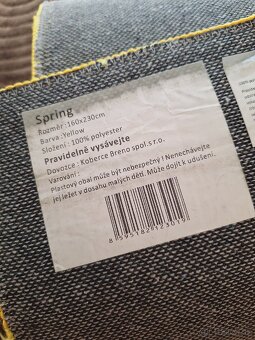 Spring
Rozměr :160x230cm
Barva :Yellow
Složení :100% polyester
Pravidelně vysávejte
Dovozce : Koberce Breno spol.s r.o.
Varování :
Plastový obal může být nebezpečný ! Nenechávejte
jej ležet v dosahu malých dětí. Může dojít k udušení.